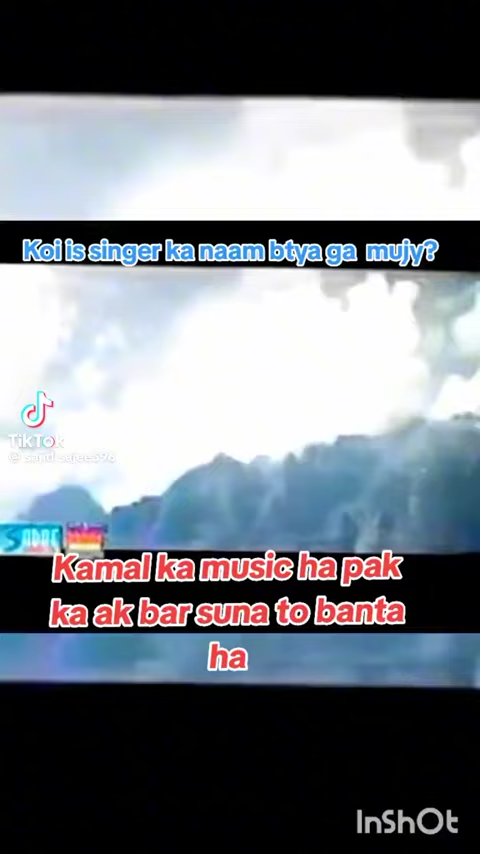 Koi is singer ka naam btya ga mujy?
TikTok
Kamal ka music ha pak
ka ak bar suna to banta
ha
InShOt